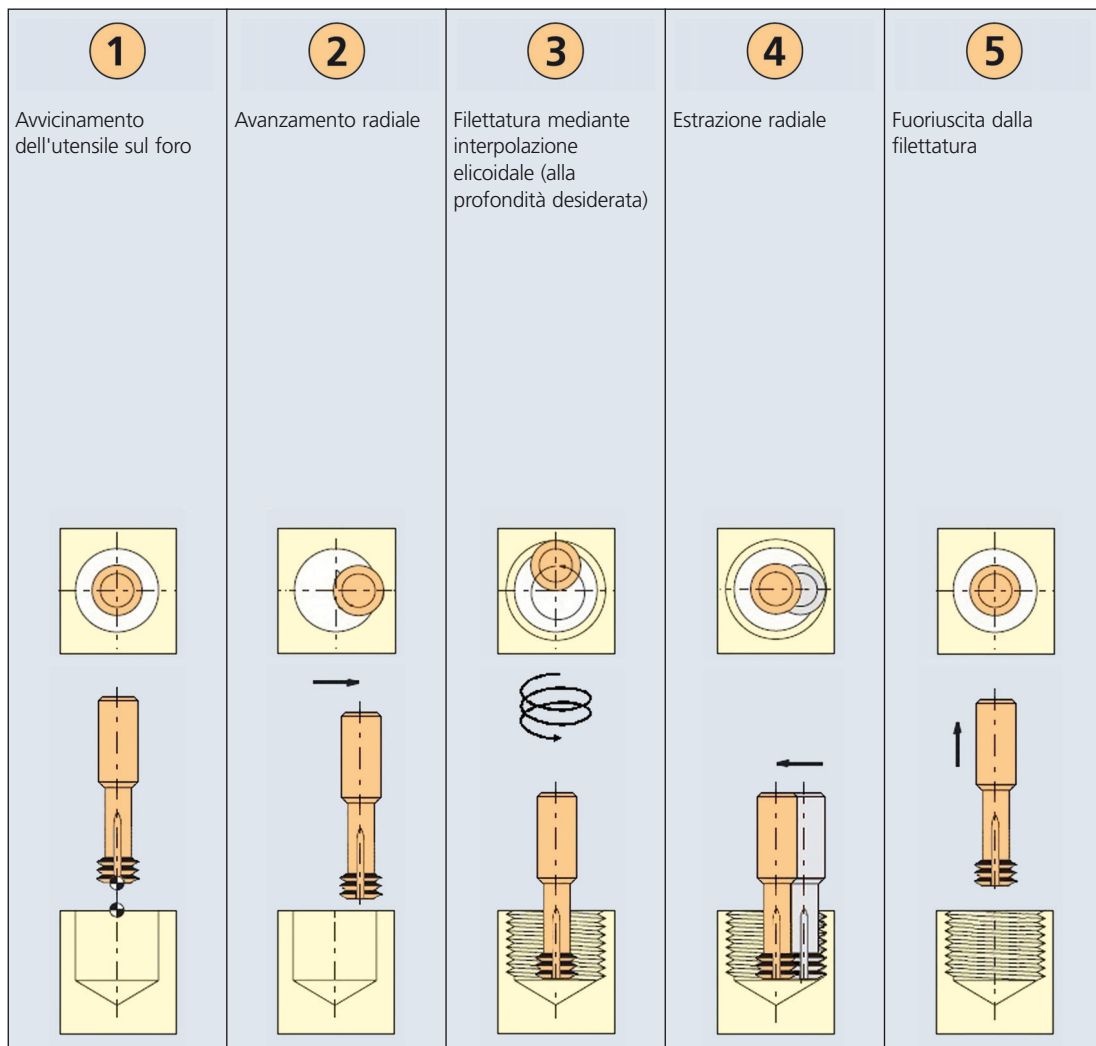 1
Avvicinamento
dell'utensile sul foro
2
Avanzamento radiale
3
Filettatura mediante
interpolazione
elicoidale (alla
profondità desiderata)
4
Estrazione radiale
5
Fuoriuscita dalla
filettatura